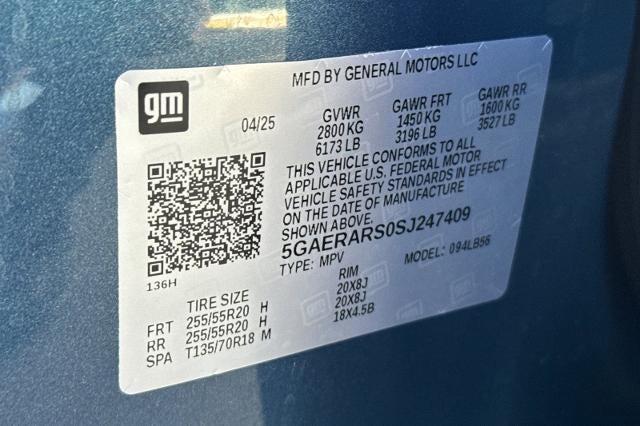 MFD BY GENERAL MOTORS LLC
gm
04/25
GVWR GAWR FRT GAWR RR
2800 KG 1450 KG 1600 KG
6173 LB 3196 LB 3527 LB
THIS VEHICLE CONFORMS TO ALL
APPLICABLE U.S. FEDERAL MOTOR
VEHICLE SAFETY STANDARDS IN EFFECT
ON THE DATE OF MANUFACTURE
SHOWN ABOVE.
5GAERARS0SJ247409
TYPE: MPV MODEL: 094LB56
136H
TIRE SIZE RIM
FRT 255/55R20 H 20X8J
RR 255/55R20 H 20X8J
SPA T135/70R18 M 18X4.5B